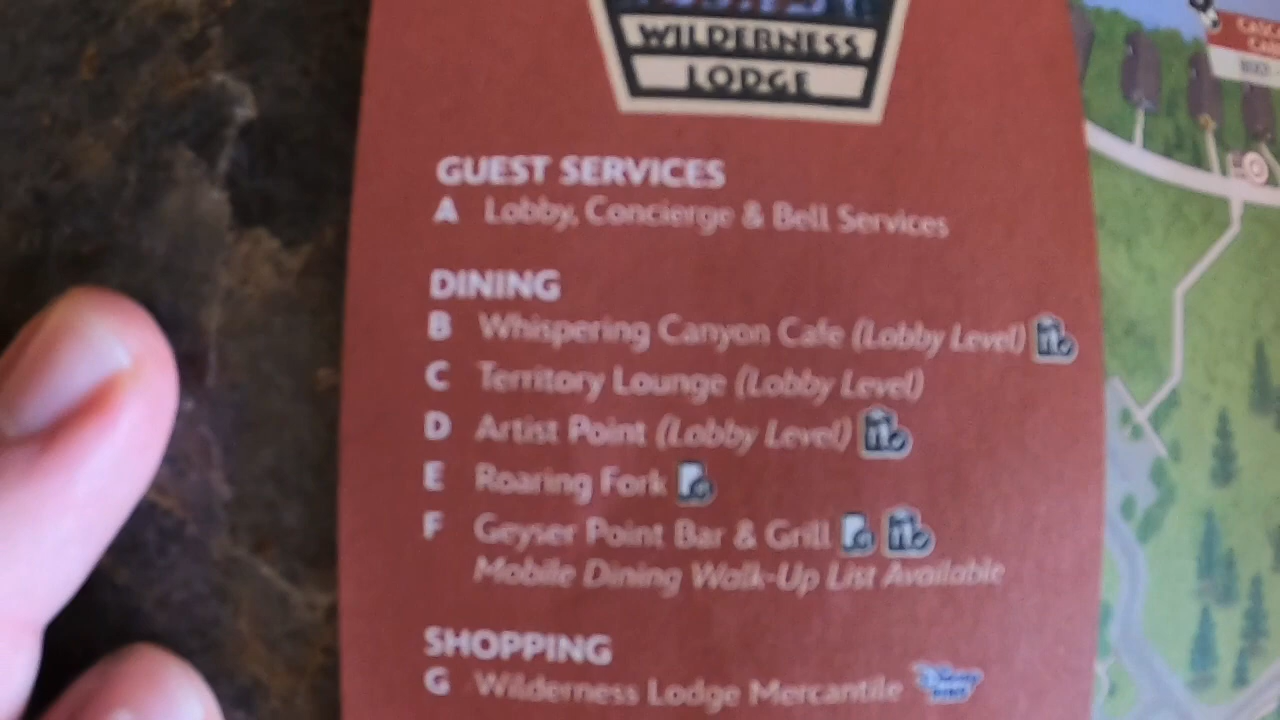 WILDERNESS
LODGE
GUEST SERVICES
A Lobby, Concierge & Bell Services
DINING
B Whispering Canyon Cafe (Lobby Level)
C Territory Lounge (Lobby Level)
D Artist Point (Lobby Level)
E Roaring Fork
F Geyser Point Bar & Grill
Mobile Dining Walk-Up List Available
SHOPPING
G Wilderness Lodge Mercantile